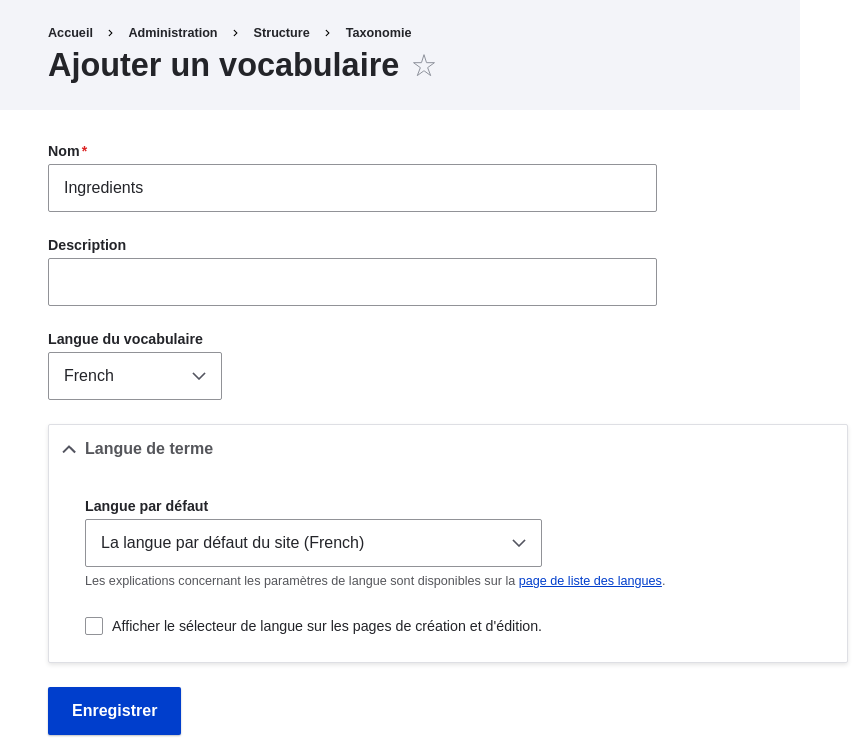 Accueil > Administration > Structure > Taxonomie
Ajouter un vocabulaire
Nom*
Ingredients
Description
Langue du vocabulaire
French
Langue de terme
Langue par défaut
La langue par défaut du site (French)
Les explications concernant les paramètres de langue sont disponibles sur la page de liste des langues.
Afficher le sélecteur de langue sur les pages de création et d'édition.
Enregistrer